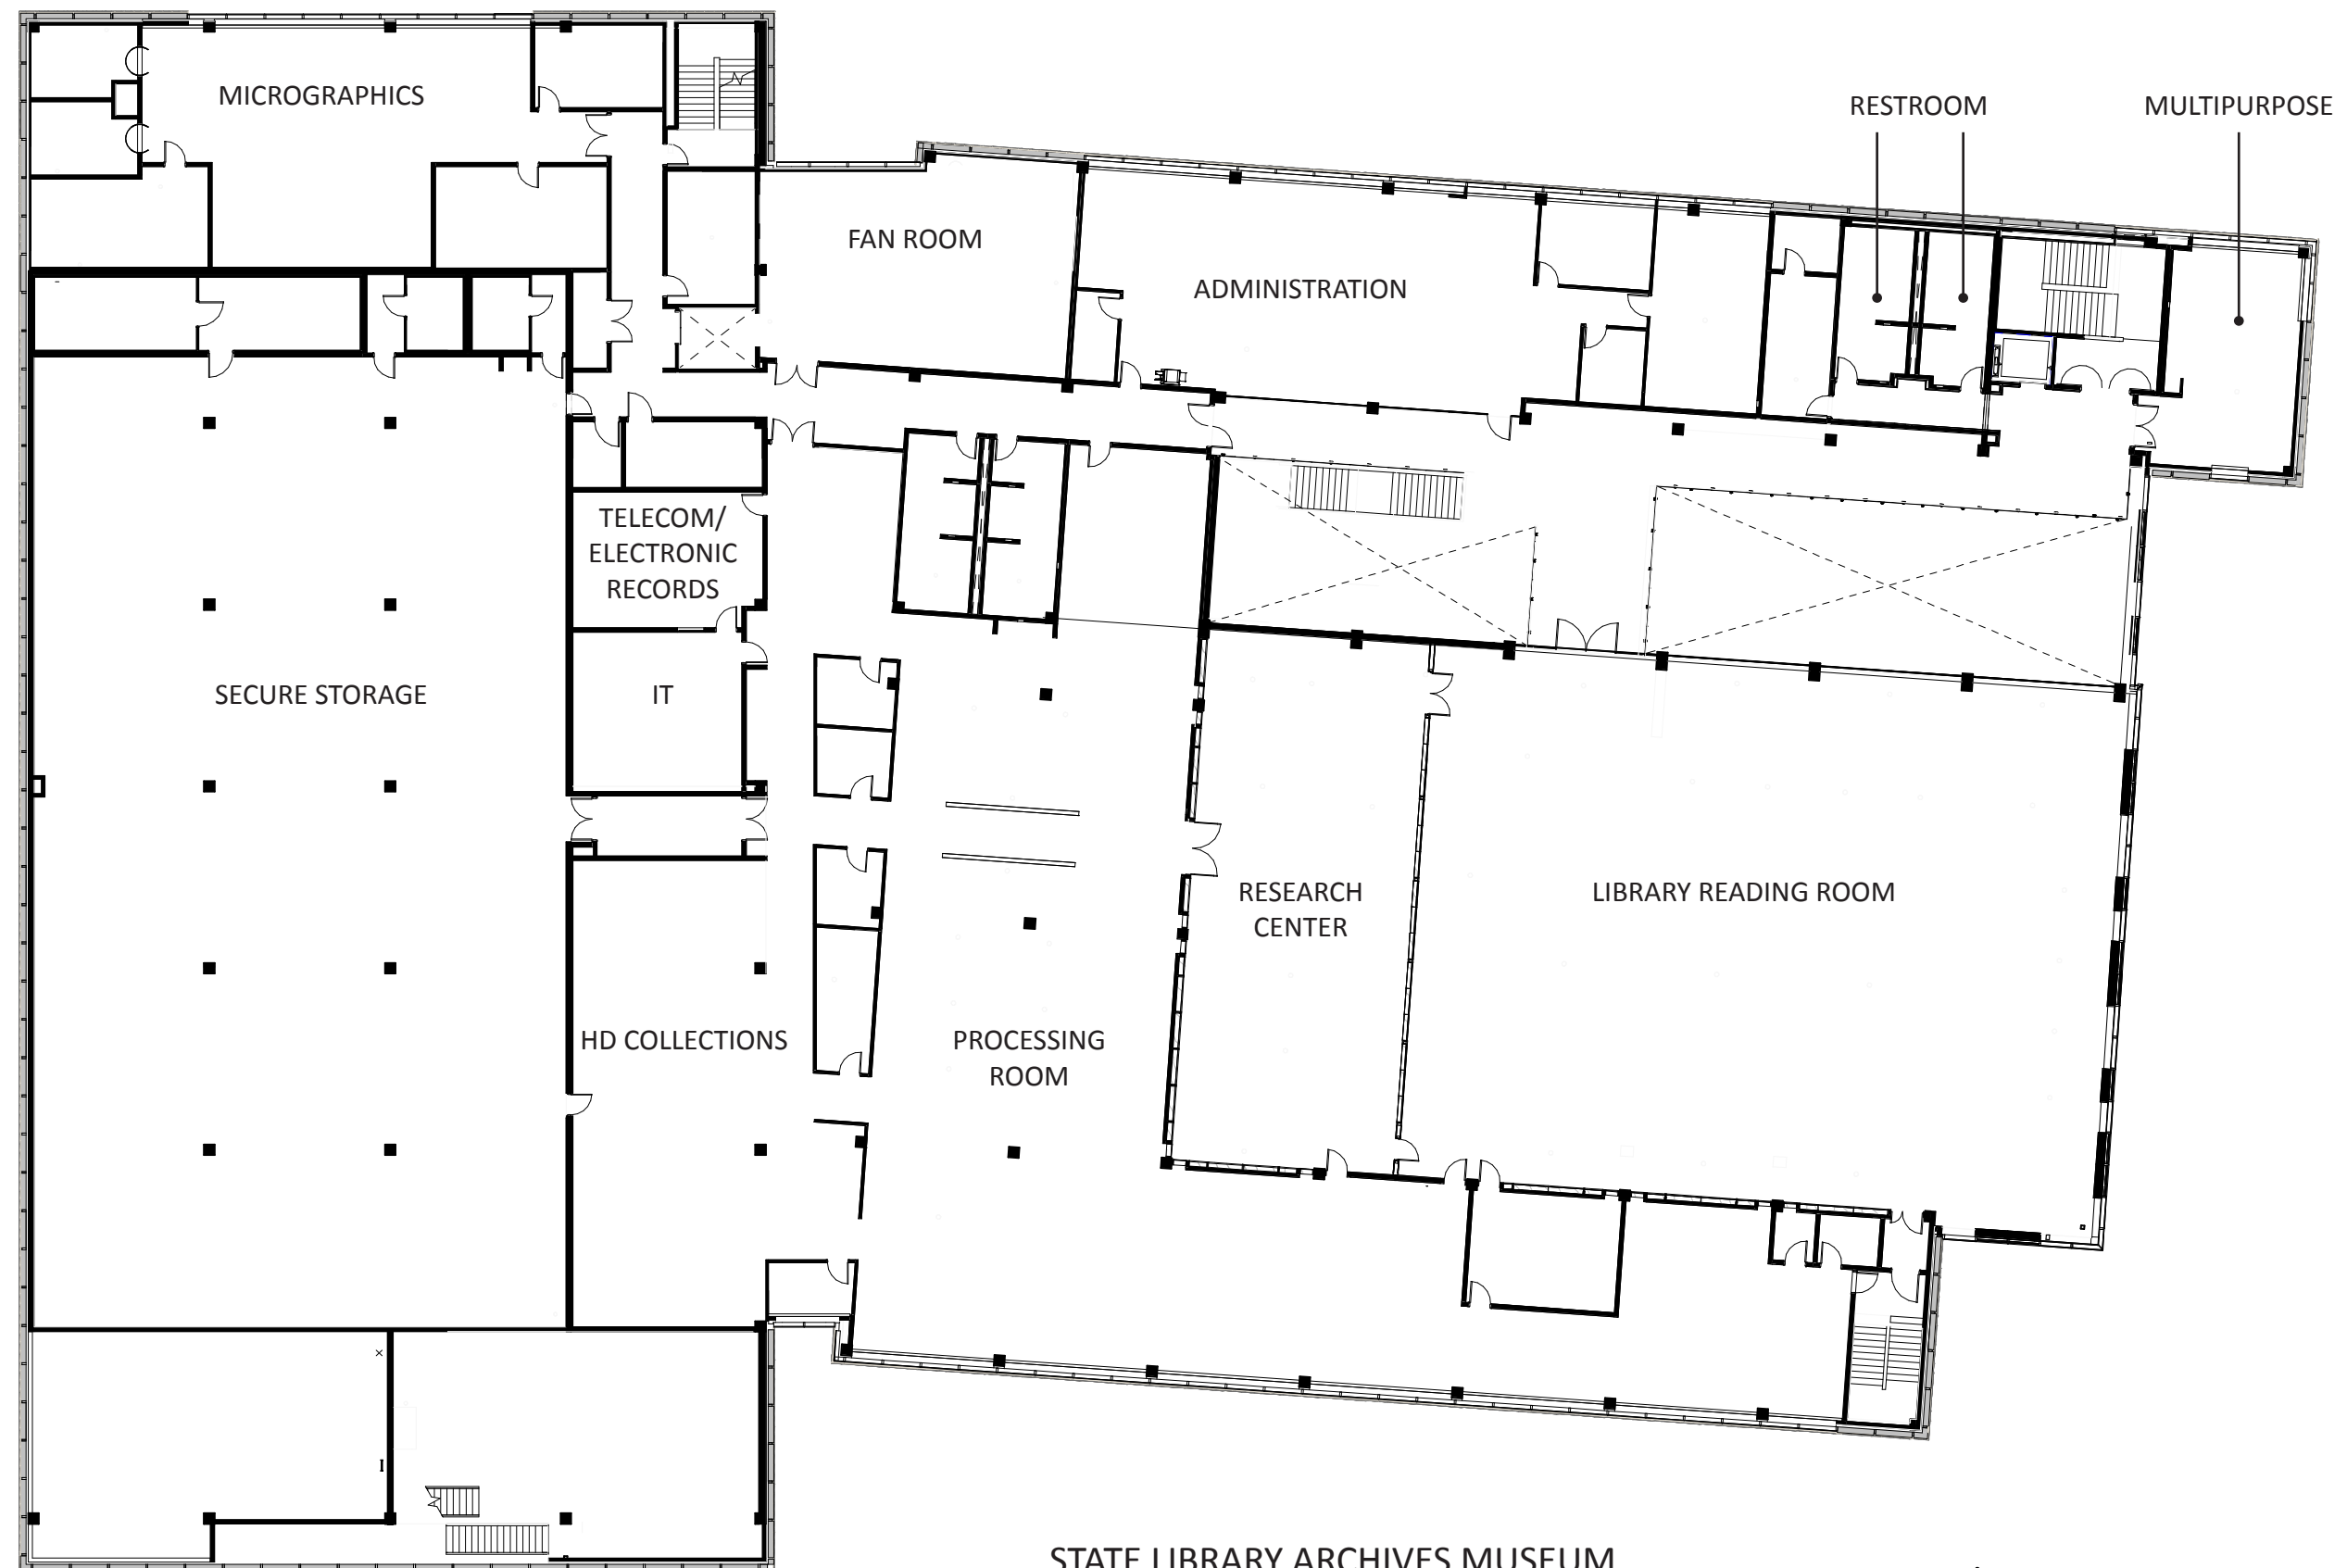 MICROGRAPHICS
RESTROOM
MULTIPURPOSE
FAN ROOM
ADMINISTRATION
TELECOM/
ELECTRONIC
RECORDS
SECURE STORAGE
IT
RESEARCH
CENTER
LIBRARY READING ROOM
HD COLLECTIONS
PROCESSING
ROOM
STATE LIBRARY ARCHIVES MUSEUM